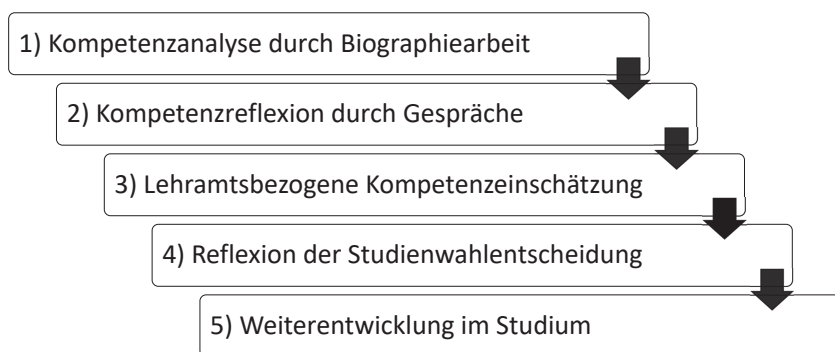 1) Kompetenzanalyse durch Biographiearbeit
2) Kompetenzreflexion durch Gespräche
3) Lehramtsbezogene Kompetenzeinschätzung
4) Reflexion der Studienwahlentscheidung
5) Weiterentwicklung im Studium